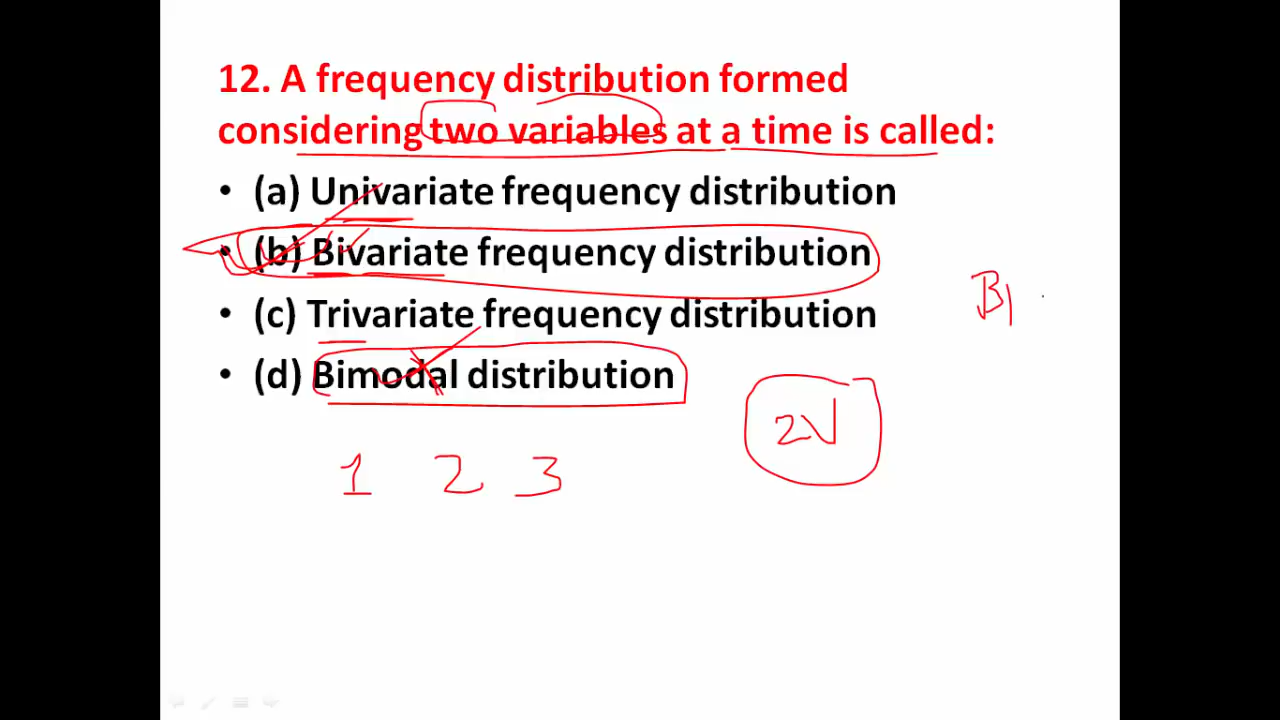 12. A frequency distribution formed
considering two variables at a time is called:
• (a) Univariate frequency distribution
• (b) Bivariate frequency distribution
• (c) Trivariate frequency distribution
• (d) Bimodal distribution
BI
2V
1 2 3